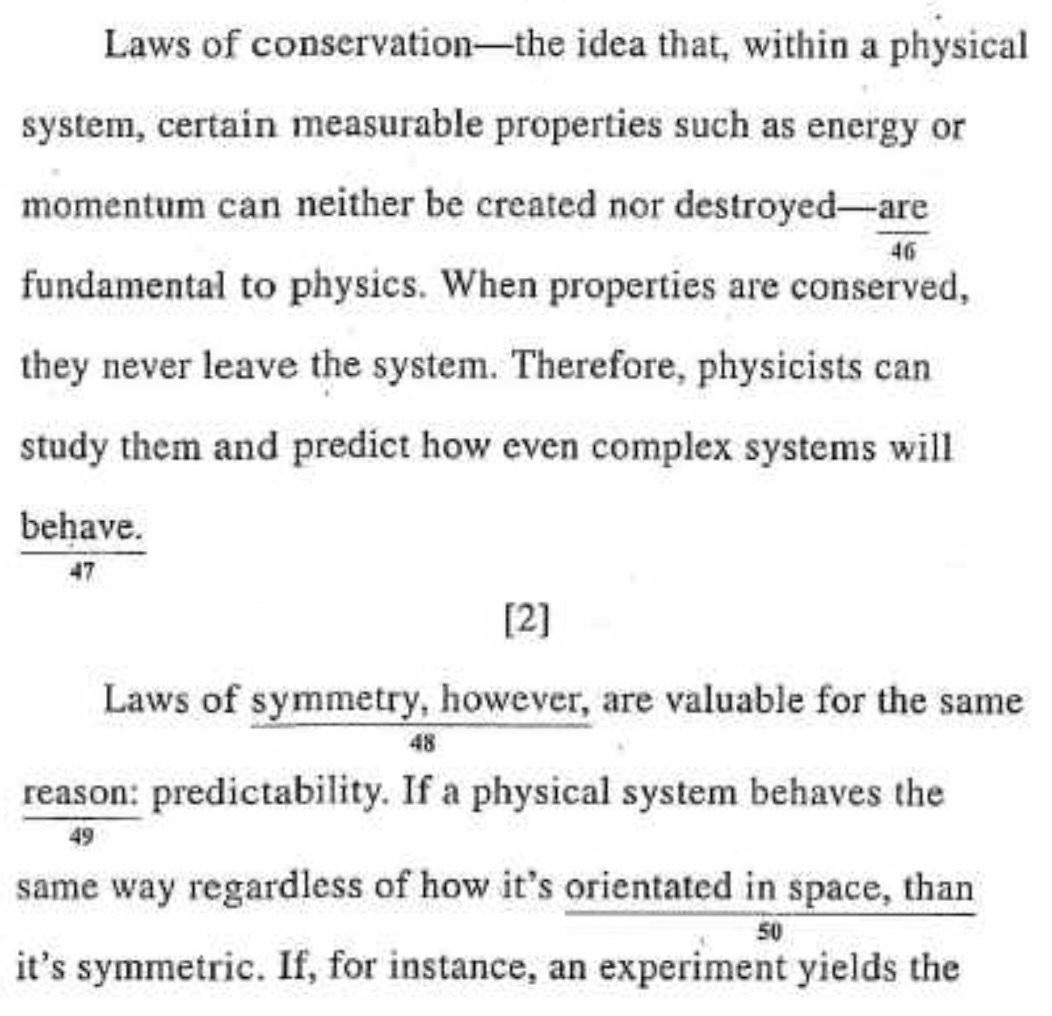 Laws of conservation—the idea that, within a physical
system, certain measurable properties such as energy or
momentum can neither be created nor destroyed—are
46
fundamental to physics. When properties are conserved,
they never leave the system. Therefore, physicists can
study them and predict how even complex systems will
behave.
47
[2]
Laws of symmetry, however, are valuable for the same
48
reason: predictability. If a physical system behaves the
49
same way regardless of how it's orientated in space, than
50
it's symmetric. If, for instance, an experiment yields the